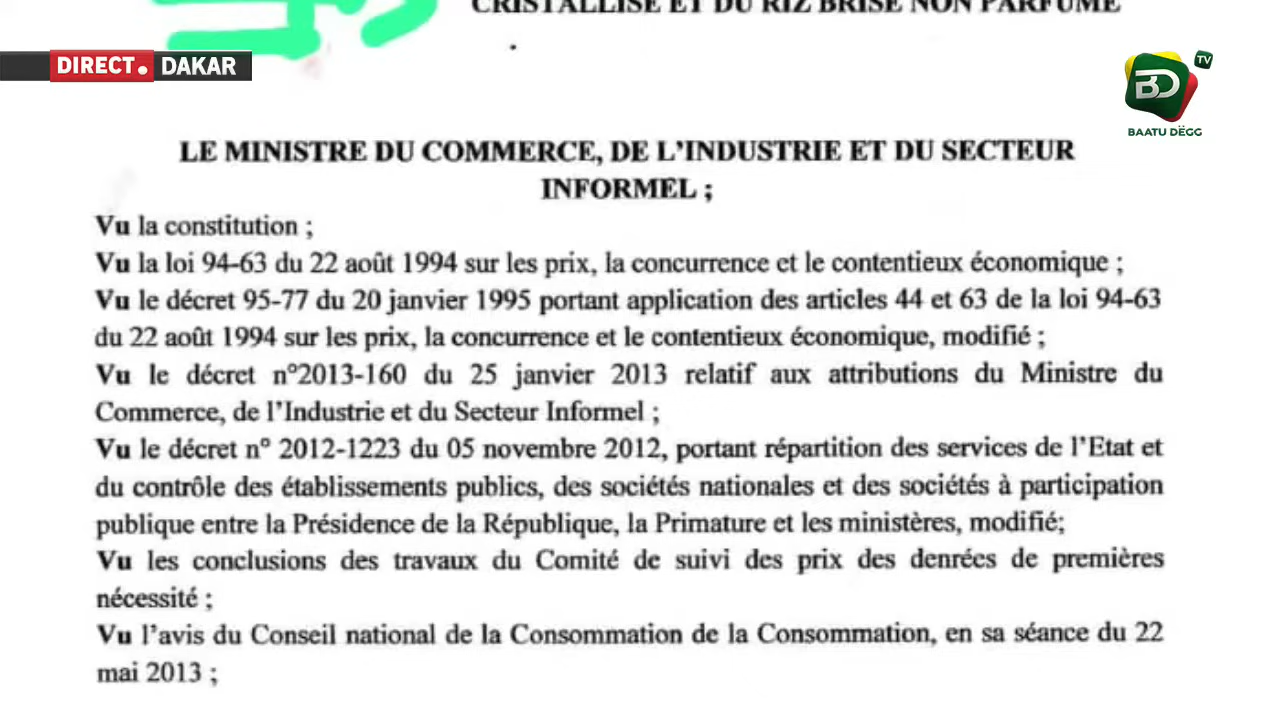 CRISTALLISE ET DU RIZ BRISE NON PARFUME
DIRECT. DAKAR
BD TV
BAATU DËGG
LE MINISTRE DU COMMERCE, DE L'INDUSTRIE ET DU SECTEUR
INFORMEL ;
Vu la constitution ;
Vu la loi 94-63 du 22 août 1994 sur les prix, la concurrence et le contentieux économique ;
Vu le décret 95-77 du 20 janvier 1995 portant application des articles 44 et 63 de la loi 94-63
du 22 août 1994 sur les prix, la concurrence et le contentieux économique, modifié ;
Vu le décret n°2013-160 du 25 janvier 2013 relatif aux attributions du Ministre du
Commerce, de l'Industrie et du Secteur Informel ;
Vu le décret n° 2012-1223 du 05 novembre 2012, portant répartition des services de l'Etat et
du contrôle des établissements publics, des sociétés nationales et des sociétés à participation
publique entre la Présidence de la République, la Primature et les ministères, modifié;
Vu les conclusions des travaux du Comité de suivi des prix des denrées de premières
nécessité ;
Vu l'avis du Conseil national de la Consommation de la Consommation, en sa séance du 22
mai 2013 ;